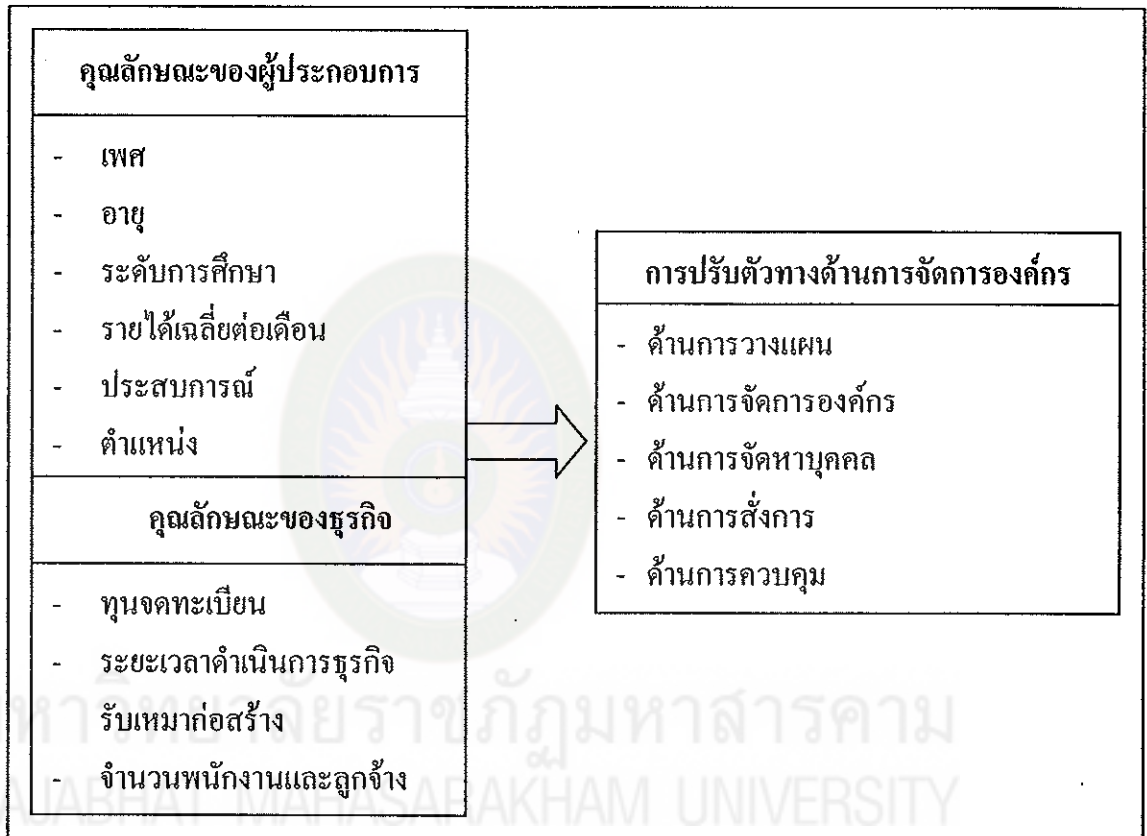 คุณลักษณะของผู้ประกอบการ
- เพศ
- อายุ
- ระดับการศึกษา
- รายได้เฉลี่ยต่อเดือน
- ประสบการณ์
- ตำแหน่ง
คุณลักษณะของธุรกิจ
- ทุนจดทะเบียน
- ระยะเวลาดำเนินการธุรกิจ
รับเหมาก่อสร้าง
- จำนวนพนักงานและลูกจ้าง
การปรับตัวทางด้านการจัดการองค์กร
- ด้านการวางแผน
- ด้านการจัดการองค์กร
- ด้านการจัดหาบุคคล
- ด้านการสั่งการ
- ด้านการควบคุม
หาวิทยาลัยราชภัฏมหาสารคาม
AJABHAT MAHASARAKHAM UNIVERSITY